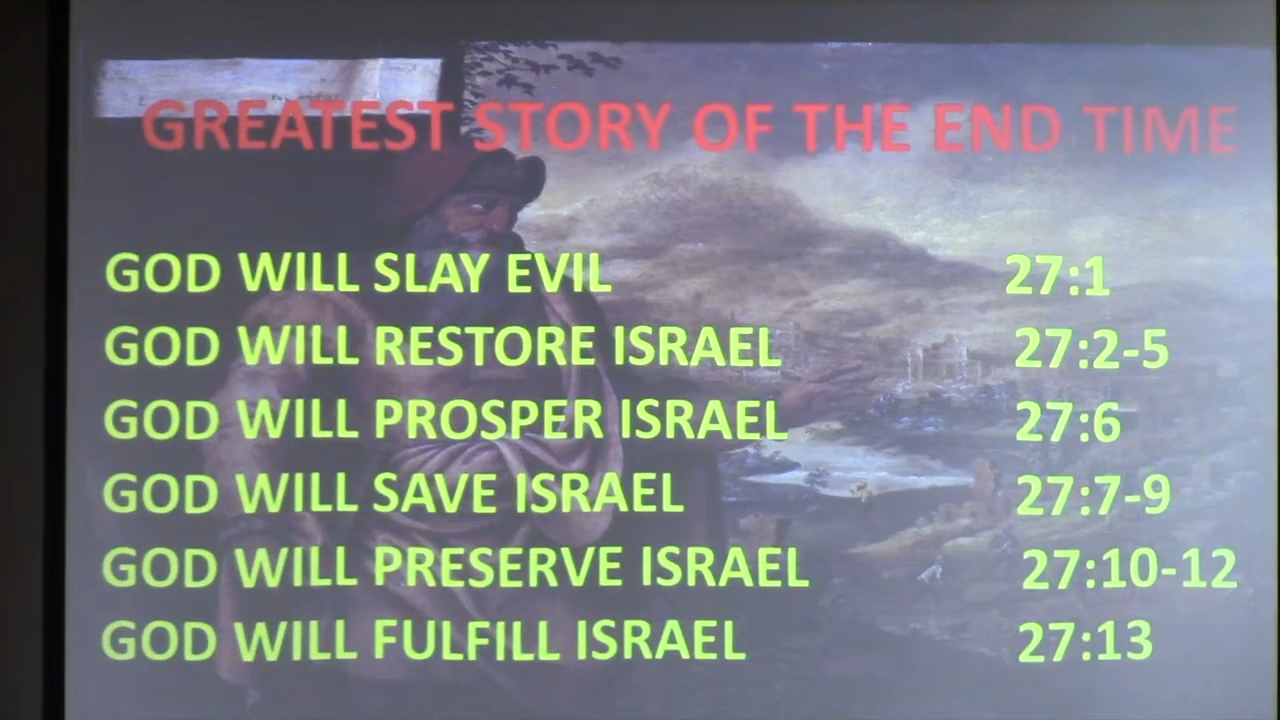 GREATEST STORY OF THE END TIME
GOD WILL SLAY EVIL 27:1
GOD WILL RESTORE ISRAEL 27:2-5
GOD WILL PROSPER ISRAEL 27:6
GOD WILL SAVE ISRAEL 27:7-9
GOD WILL PRESERVE ISRAEL 27:10-12
GOD WILL FULFILL ISRAEL 27:13